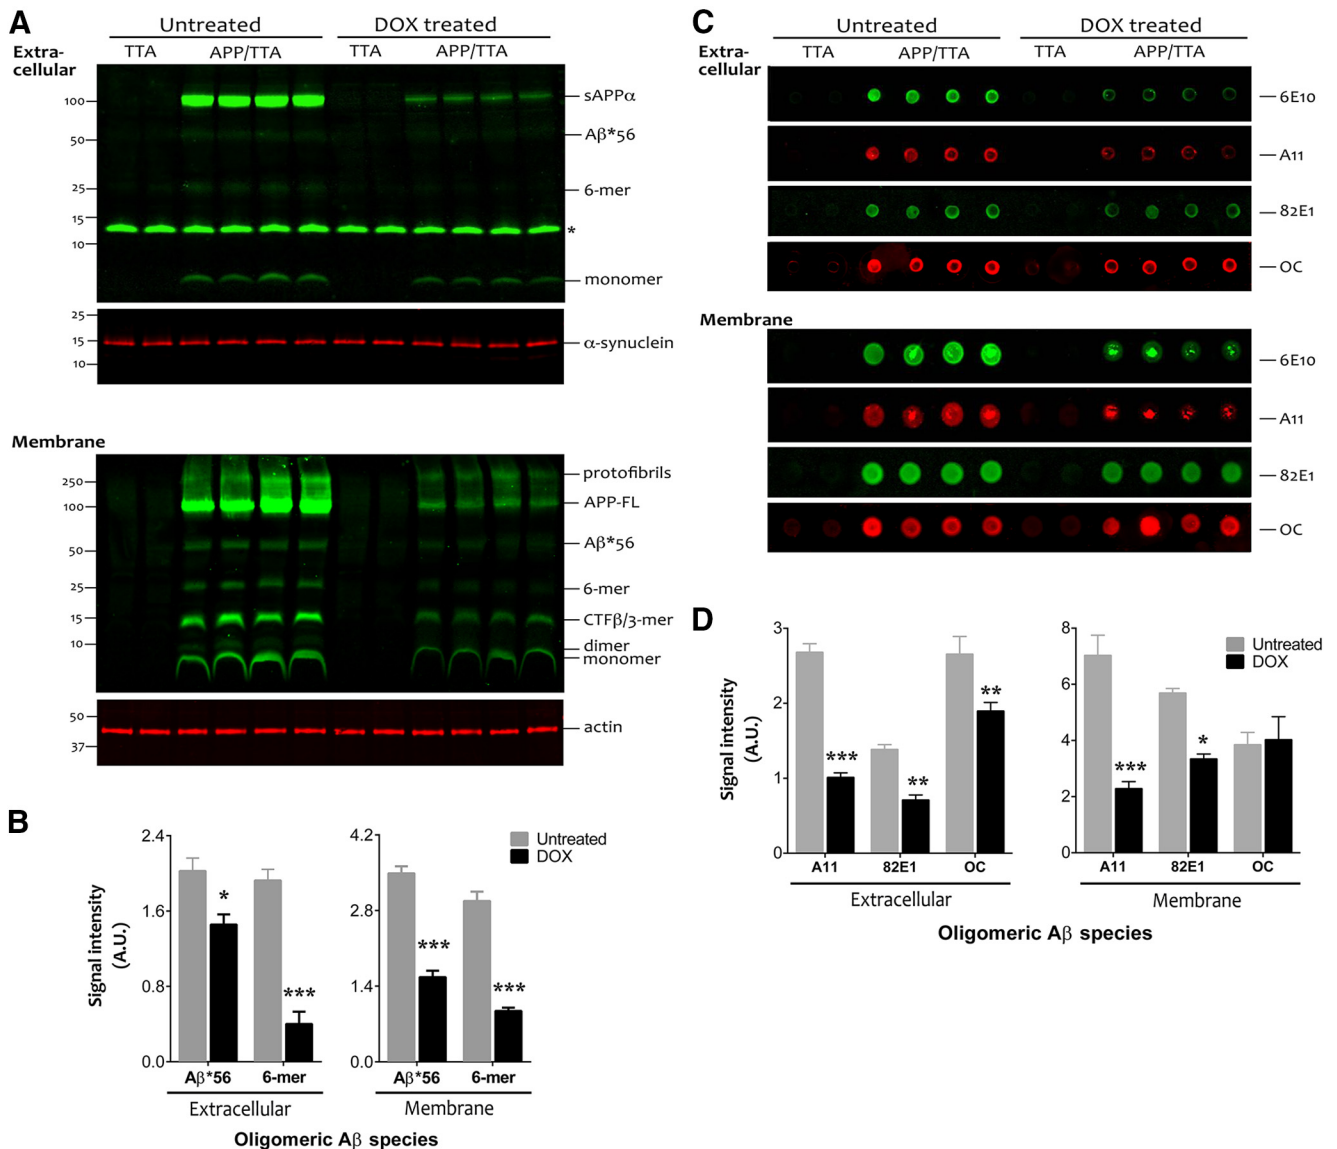 A
Untreated
DOX treated
Extra-
cellular
TTA
APP/TTA
TTA
APP/TTA
100
50
25
15
10
sAPPα
Aβ*56
6-mer
*
monomer
25
15
10
α-synuclein
Membrane
250
100
50
25
15
10
protofibrils
APP-FL
Aβ*56
6-mer
CTFβ/3-mer
dimer
monomer
50
37
actin
B
Signal intensity
(A.U.)
2.4
1.6
0.8
0.0
*
***
Aβ*56
6-mer
Extracellular
4.2
2.8
1.4
0.0
***
***
Untreated
DOX
Aβ*56
6-mer
Membrane
Oligomeric Aβ species
C
Untreated
DOX treated
Extra-
cellular
TTA
APP/TTA
TTA
APP/TTA
6E10
A11
82E1
OC
Membrane
6E10
A11
82E1
OC
D
Signal intensity
(A.U.)
3
2
1
0
***
**
**
A11
82E1
OC
Extracellular
8
6
4
2
0
***
*
Untreated
DOX
A11
82E1
OC
Membrane
Oligomeric Aβ species